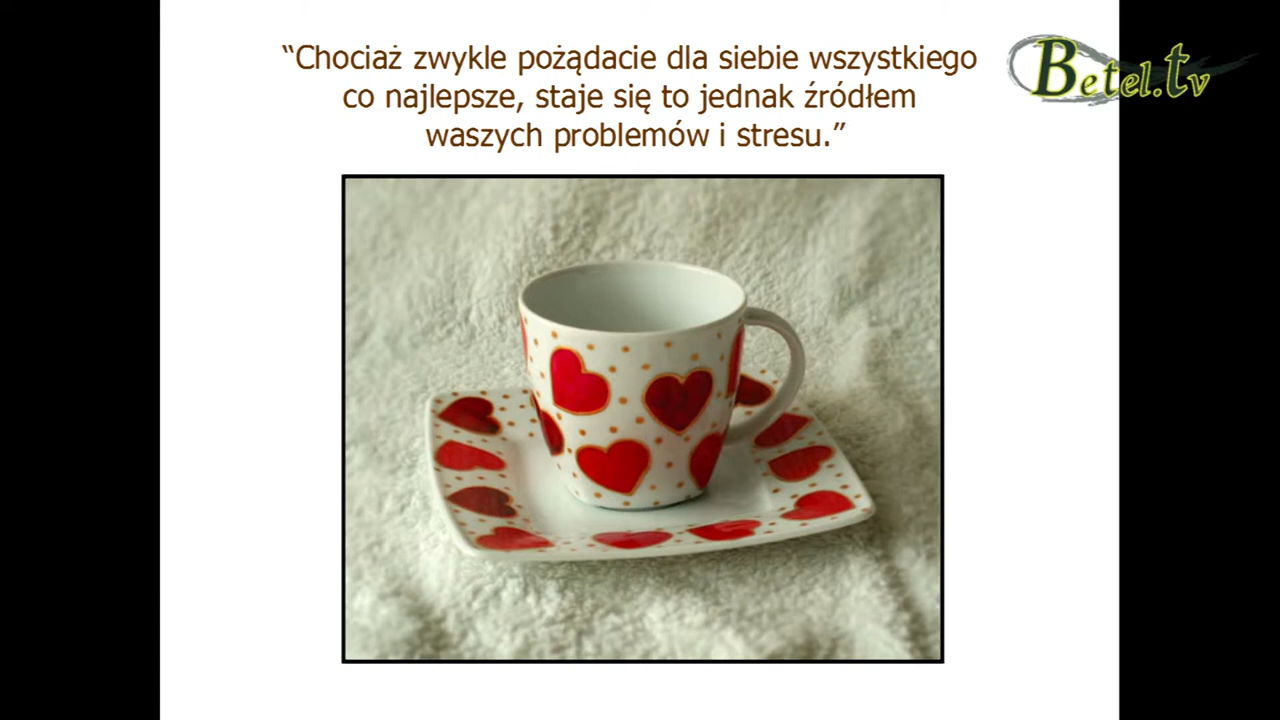 “Chociaż zwykle pożądacie dla siebie wszystkiego
co najlepsze, staje się to jednak źródłem
waszych problemów i stresu.”
Betel.tv